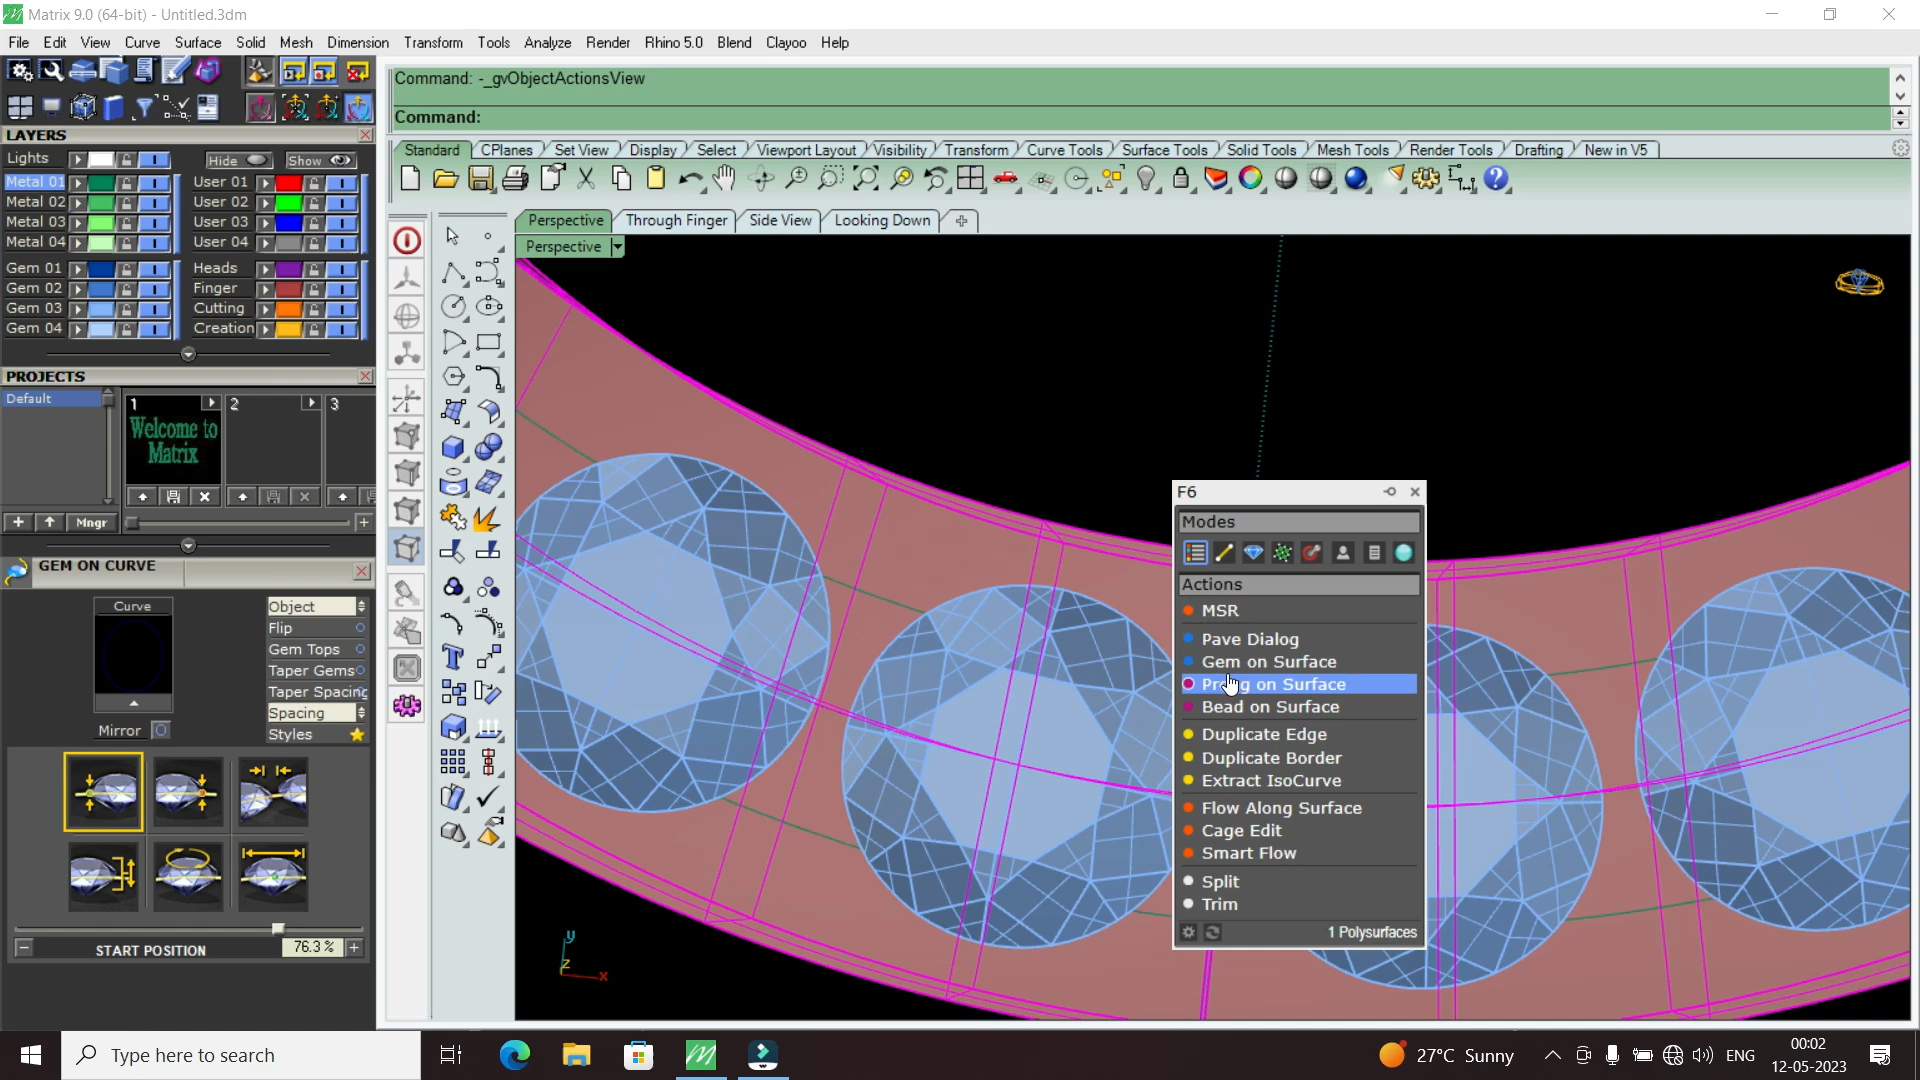 Matrix 9.0 (64-bit) - Untitled.3dm
File Edit View Curve Surface Solid Mesh Dimension Transform Tools Analyze Render Rhino 5.0 Blend Clayoo Help
Command: -_gvObjectActionsView
Command:
Standard CPlanes Set View Display Select Viewport Layout Visibility Transform Curve Tools Surface Tools Solid Tools Mesh Tools Render Tools Drafting New in V5
Perspective Through Finger Side View Looking Down
Perspective
LAYERS
Lights Hide Show
Metal 01 User 01
Metal 02 User 02
Metal 03 User 03
Metal 04 User 04
Gem 01 Heads
Gem 02 Finger
Gem 03 Cutting
Gem 04 Creation
PROJECTS
Default
1 2 3
Welcome to
Matrix
Mngr
GEM ON CURVE
Curve
Object
Flip
Gem Tops
Taper Gems
Taper Spacing
Spacing
Mirror
Styles
START POSITION 76.3 %
F6
Modes
Actions
MSR
Pave Dialog
Gem on Surface
on Surface
Bead on Surface
Duplicate Edge
Duplicate Border
Extract IsoCurve
Flow Along Surface
Cage Edit
Smart Flow
Split
Trim
1 Polysurfaces
y
z
x
Type here to search
27°C Sunny
ENG
00:02
12-05-2023